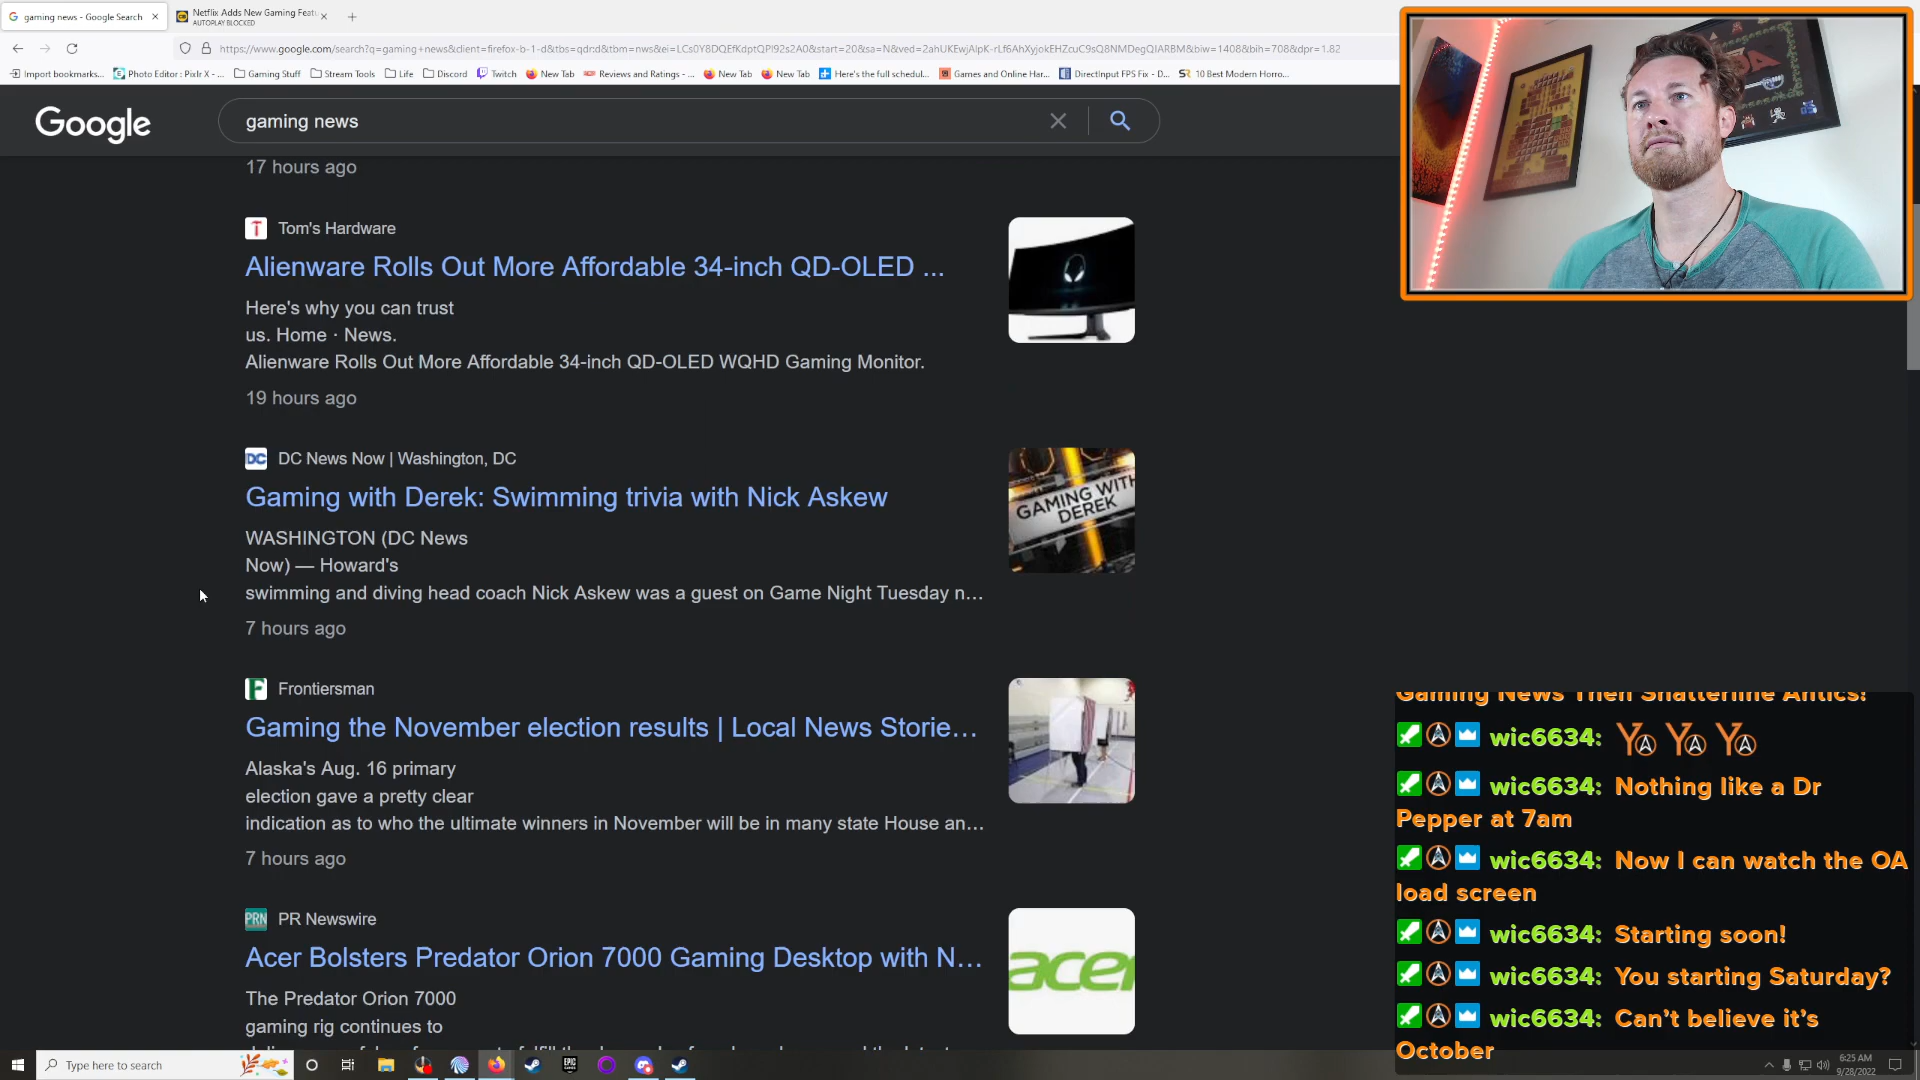 gaming news - Google Search
Netflix Adds New Gaming Feat
AUTOPLAY BLOCKED
Import bookmarks...
Photo Editor : Pixlr X - ...
Gaming Stuff
Stream Tools
Life
Discord
Twitch
New Tab
Reviews and Ratings - ...
New Tab
New Tab
Here's the full schedul...
Games and Online Har...
DirectInput FPS Fix - D...
10 Best Modern Horro...
Google
gaming news
17 hours ago
Tom's Hardware
Alienware Rolls Out More Affordable 34-inch QD-OLED ...
Here's why you can trust
us. Home · News.
Alienware Rolls Out More Affordable 34-inch QD-OLED WQHD Gaming Monitor.
19 hours ago
DC News Now | Washington, DC
Gaming with Derek: Swimming trivia with Nick Askew
WASHINGTON (DC News
Now) — Howard's
swimming and diving head coach Nick Askew was a guest on Game Night Tuesday n...
7 hours ago
GAMING WITH
DEREK
Frontiersman
Gaming the November election results | Local News Storie...
Alaska's Aug. 16 primary
election gave a pretty clear
indication as to who the ultimate winners in November will be in many state House an...
7 hours ago
PRN PR Newswire
Acer Bolsters Predator Orion 7000 Gaming Desktop with N...
The Predator Orion 7000
gaming rig continues to
acer
Gaming News Then Shatterline Antics!
wic6634:
wic6634: Nothing like a Dr
Pepper at 7am
wic6634: Now I can watch the OA
load screen
wic6634: Starting soon!
wic6634: You starting Saturday?
wic6634: Can't believe it's
October
Type here to search
6:25 AM
9/28/2022